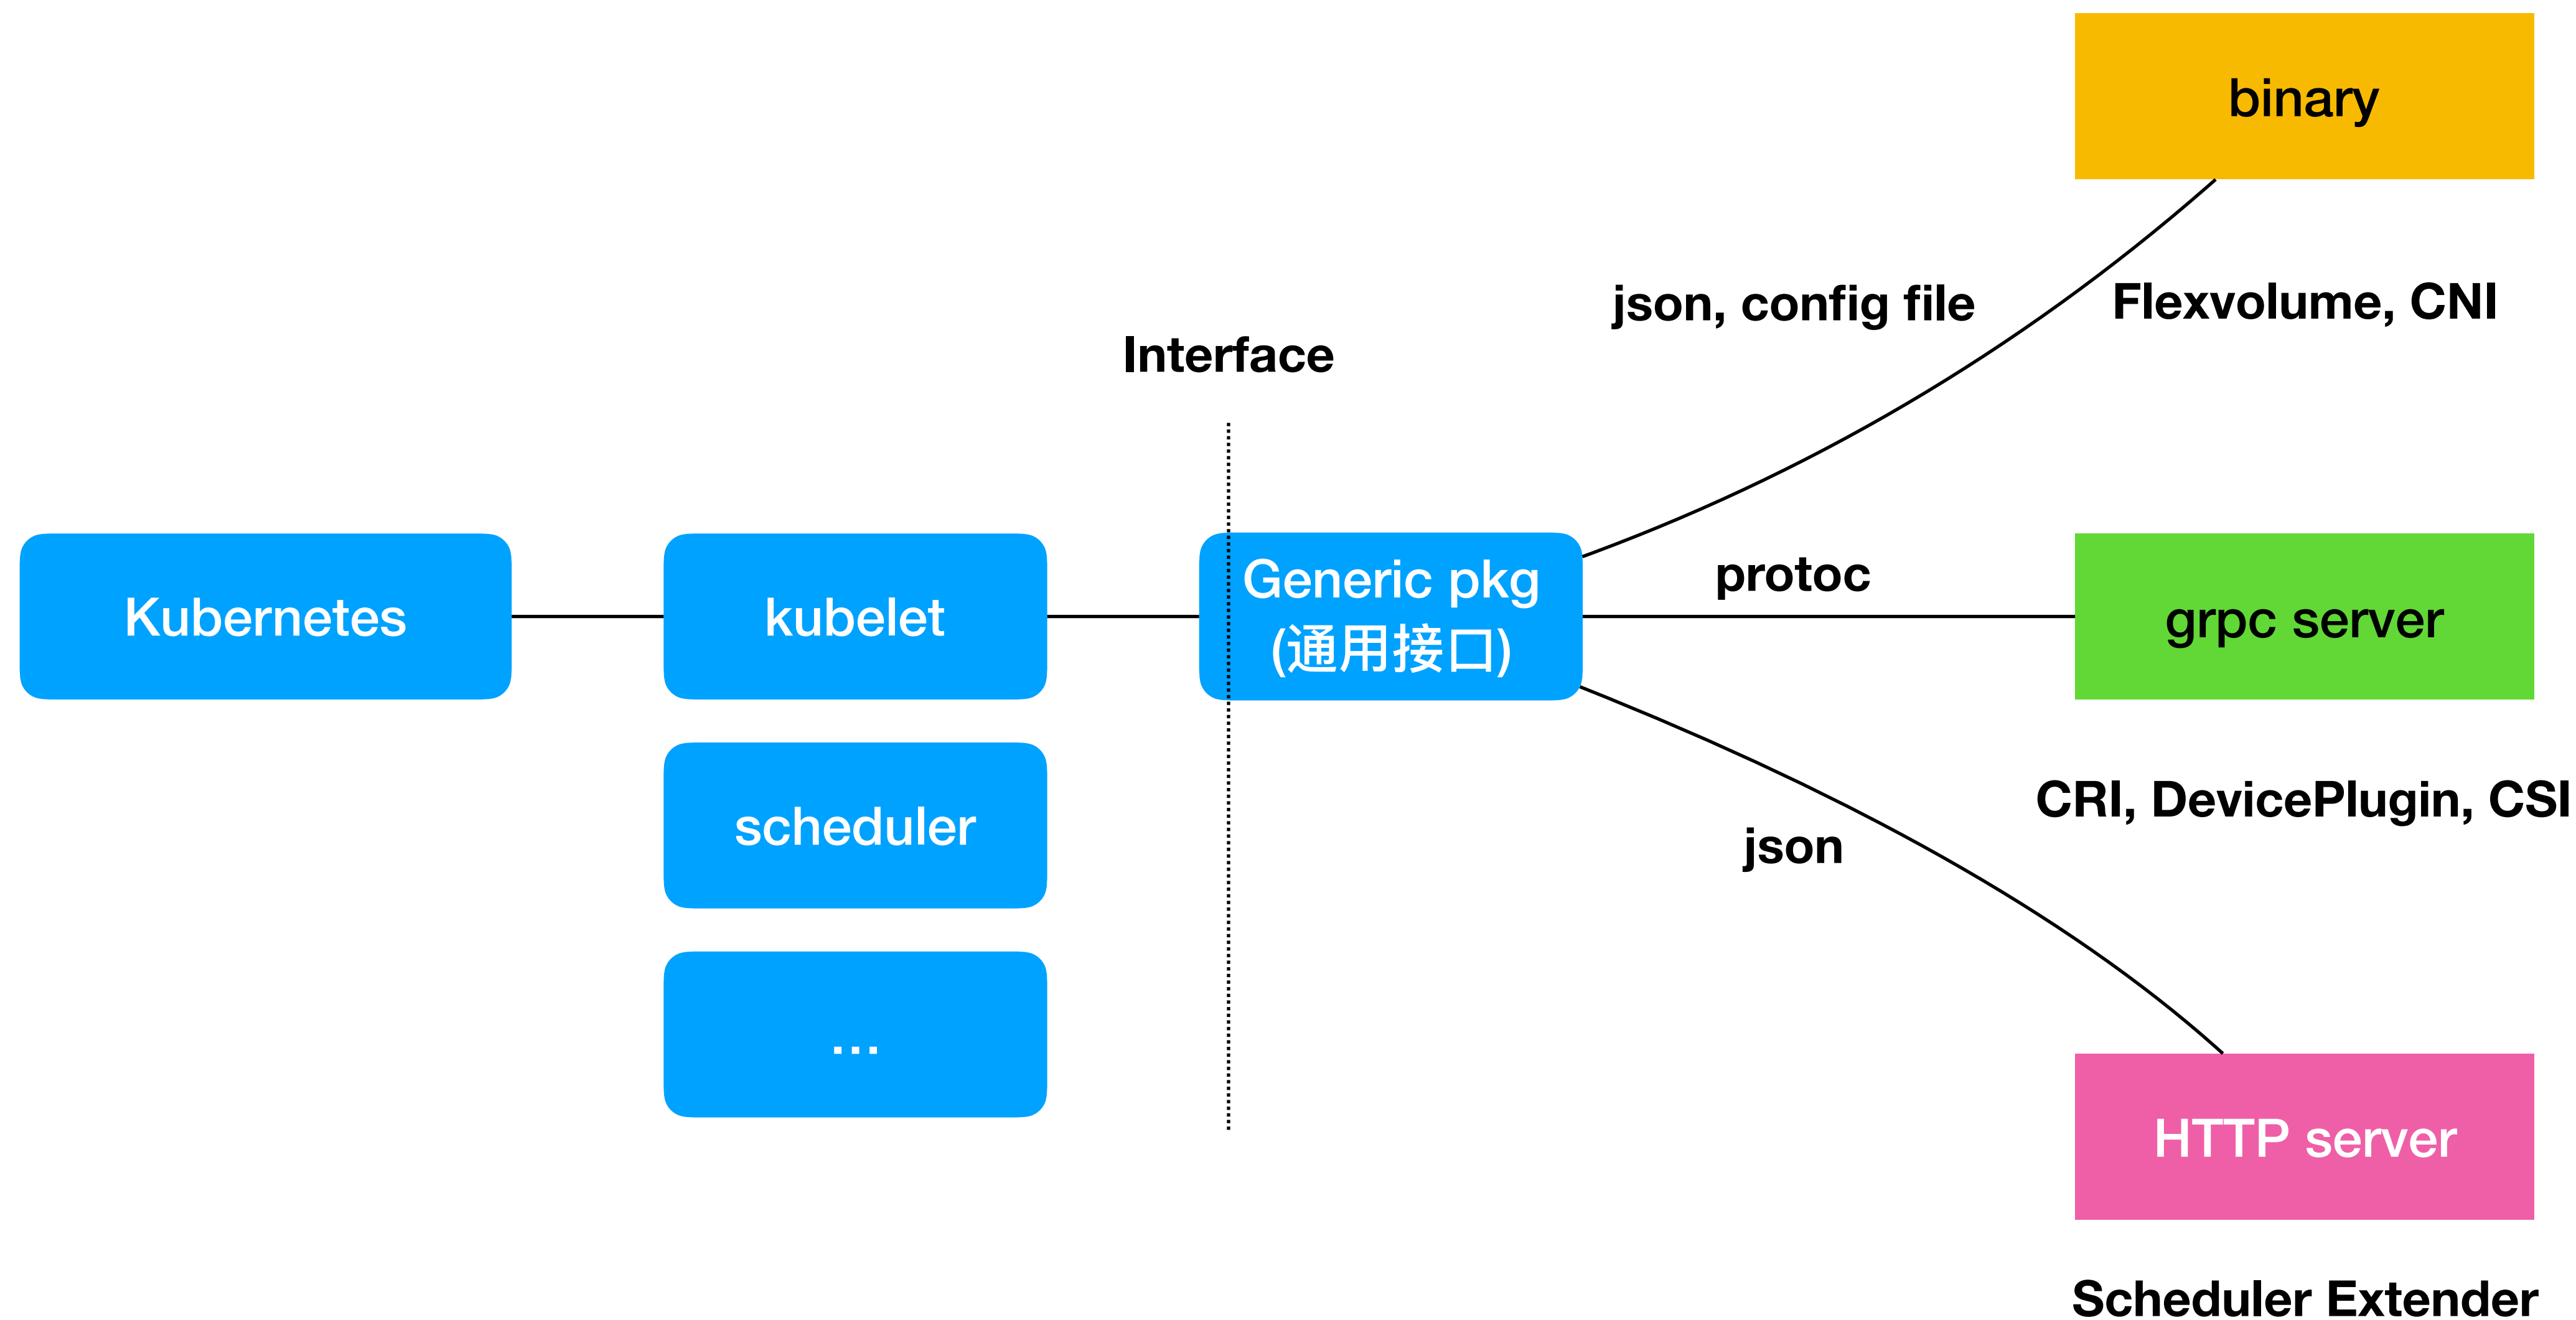 binary
json, config file
Flexvolume, CNI
Interface
Kubernetes
kubelet
Generic pkg
(通用接口)
protoc
grpc server
scheduler
CRI, DevicePlugin, CSI
json
...
HTTP server
Scheduler Extender